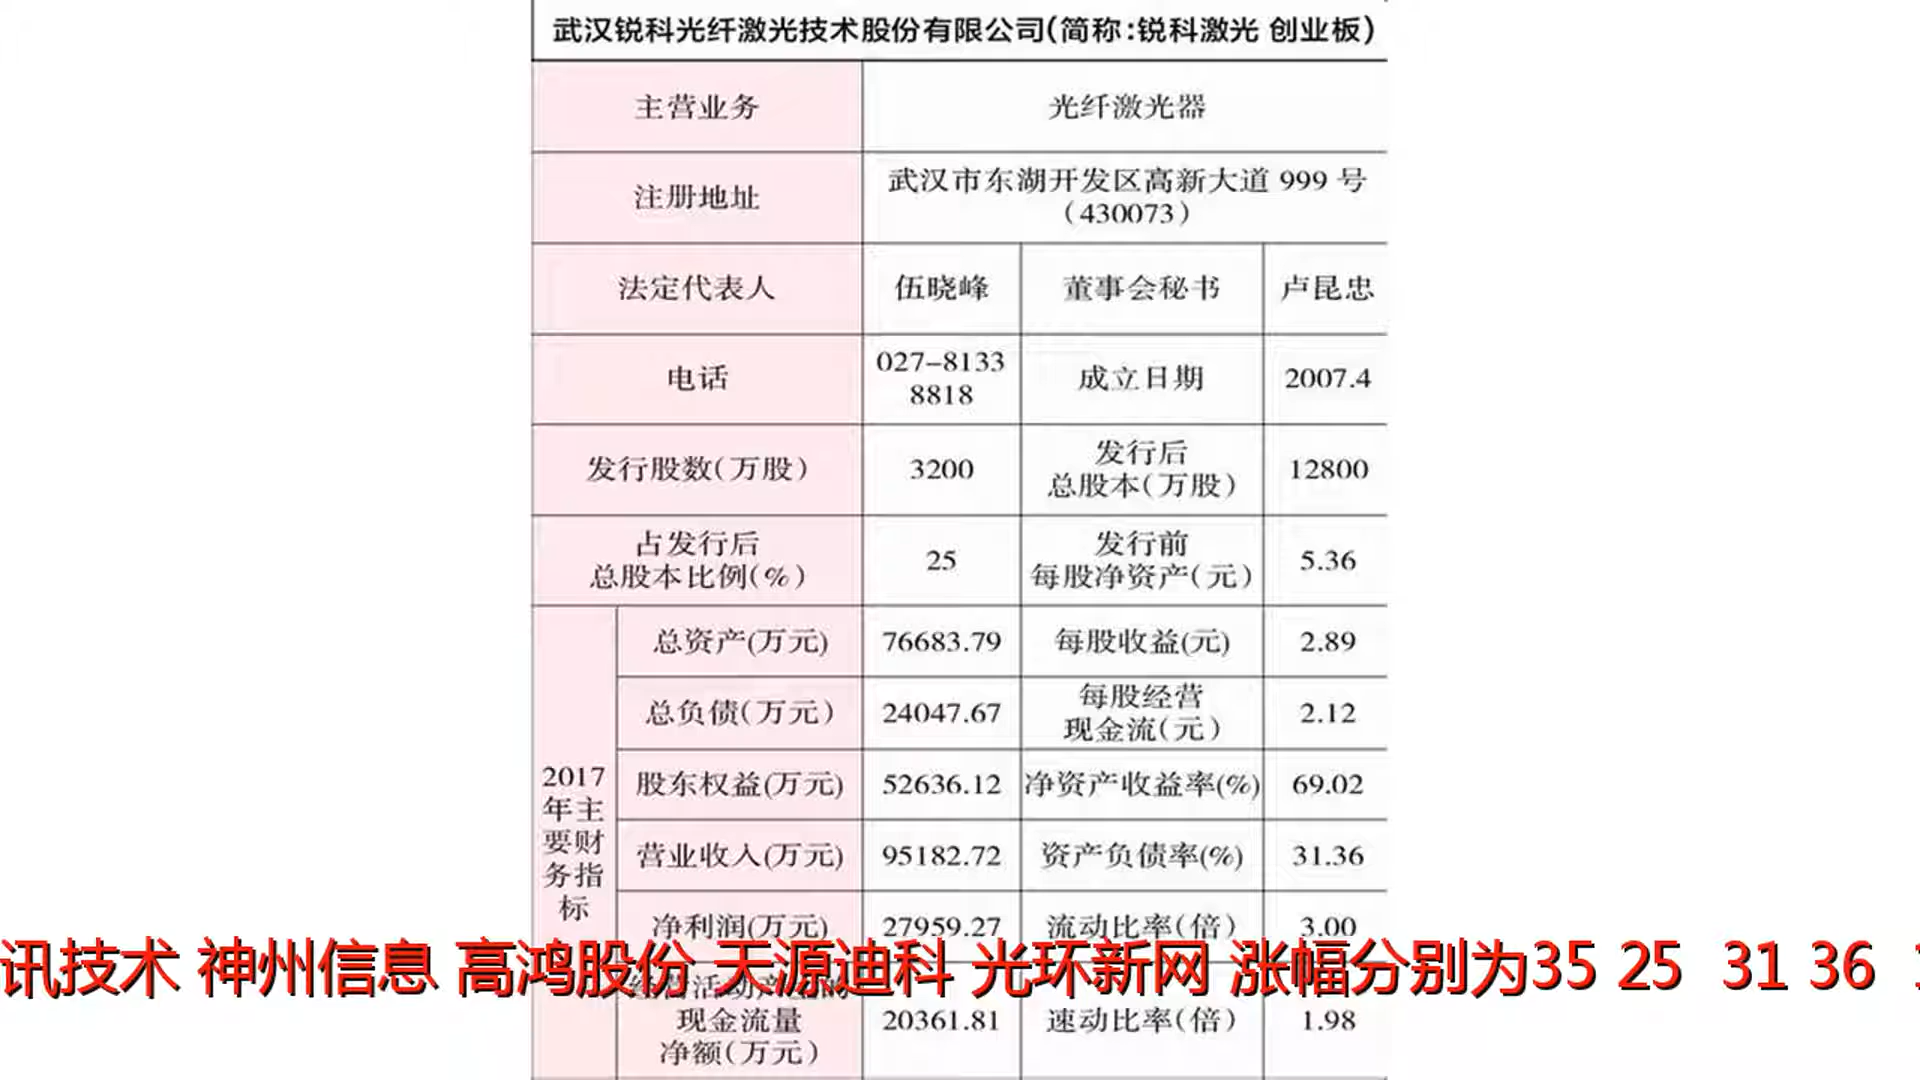 武汉锐科光纤激光技术股份有限公司(简称:锐科激光 创业板)
主营业务
光纤激光器
注册地址
武汉市东湖开发区高新大道 999 号
(430073)
法定代表人
伍晓峰
董事会秘书
卢昆忠
电话
027-8133
8818
成立日期
2007.4
发行股数(万股)
3200
发行后
总股本(万股)
12800
占发行后
总股本比例(%)
25
发行前
每股净资产(元)
5.36
2017
年主
要财
务指
标
总资产(万元)
76683.79
每股收益(元)
2.89
总负债(万元)
24047.67
每股经营
现金流(元)
2.12
股东权益(万元)
52636.12
净资产收益率(%)
69.02
营业收入(万元)
95182.72
资产负债率(%)
31.36
净利润(万元)
27959.27
流动比率(倍)
3.00
讯技术 神州信息 高鸿股份 天源迪科 光环新网 涨幅分别为35 25 31 36
经营活动产生的
现金流量
净额(万元)
20361.81
速动比率(倍)
1.98